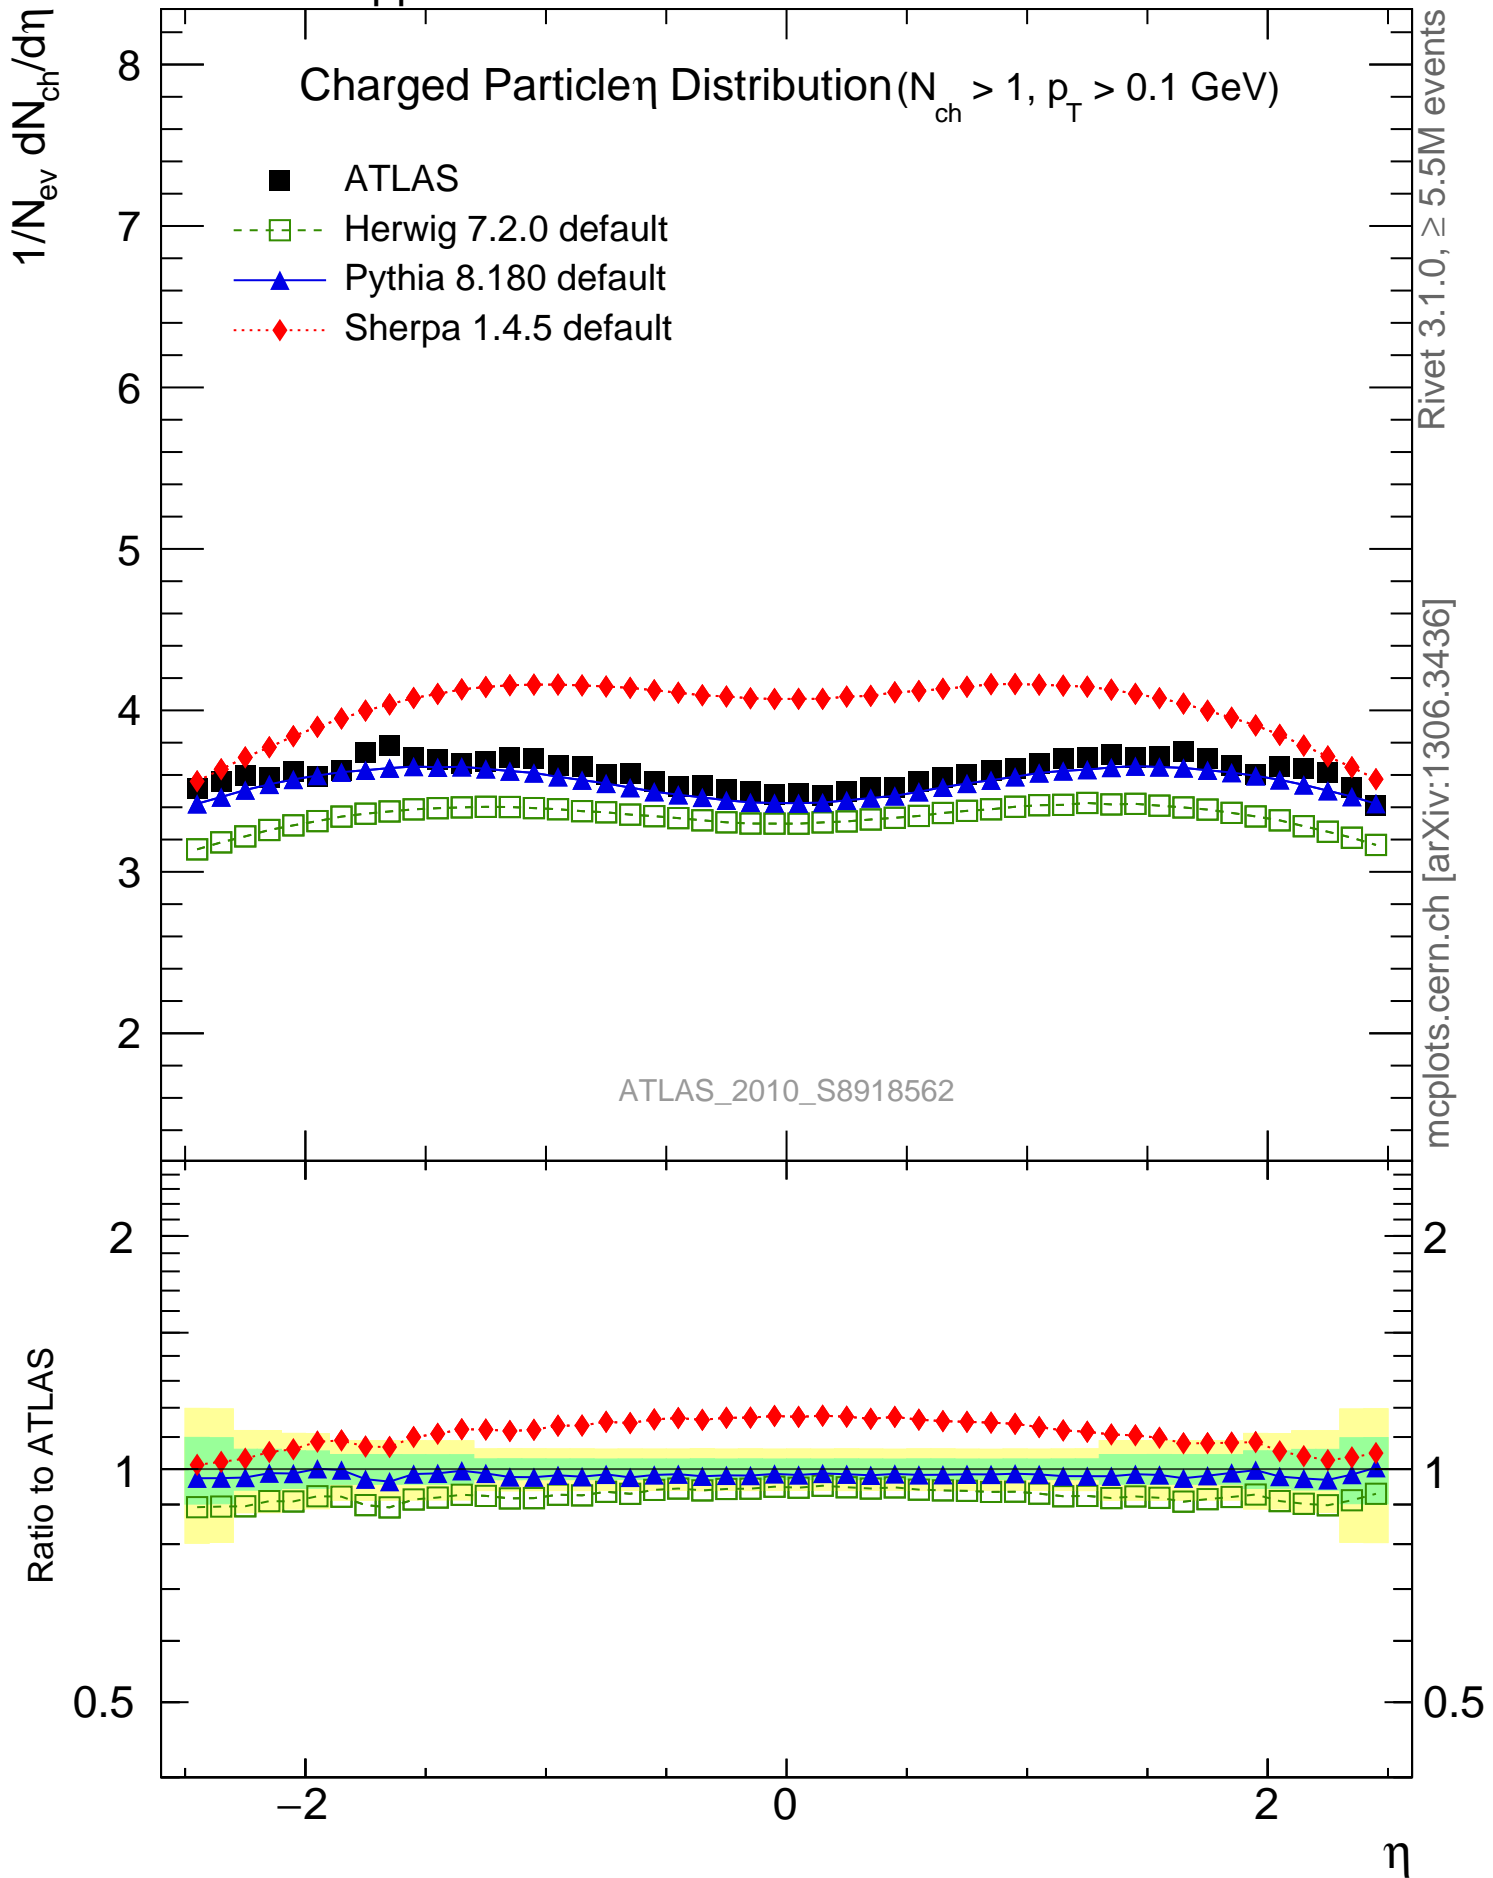 pp
1/N_ev dN_ch/dη
Charged Particleη Distribution (N_ch > 1, p_T > 0.1 GeV)
ATLAS
Herwig 7.2.0 default
Pythia 8.180 default
Sherpa 1.4.5 default
8
7
6
5
4
3
2
ATLAS_2010_S8918562
Rivet 3.1.0, ≥ 5.5M events
mcplots.cern.ch [arXiv:1306.3436]
Ratio to ATLAS
2
1
0.5
2
1
0.5
−2
0
2
η